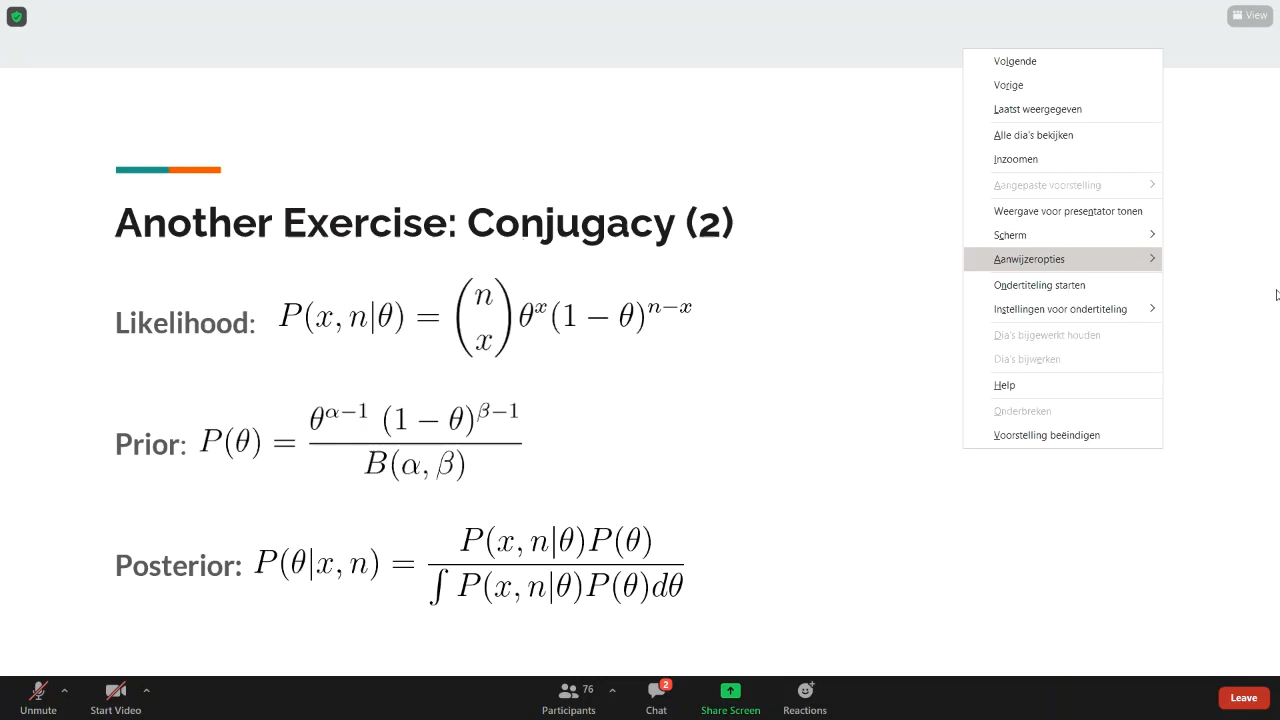 View
Another Exercise: Conjugacy (2)
Likelihood: P(x, n|θ) = (n x) θ^x (1 − θ)^{n−x}
Prior: P(θ) = θ^{α−1} (1 − θ)^{β−1} / B(α, β)
Posterior: P(θ|x, n) = P(x, n|θ)P(θ) / ∫ P(x, n|θ)P(θ)dθ
Volgende
Vorige
Laatst weergegeven
Alle dia's bekijken
Inzoomen
Aangepaste voorstelling
Weergave voor presentator tonen
Scherm
Aanwijzeropties
Ondertiteling starten
Instellingen voor ondertiteling
Dia's bijgewerkt houden
Dia's bijwerken
Help
Onderbreken
Voorstelling beëindigen
Unmute
Start Video
Participants 76
Chat 2
Share Screen
Reactions
Leave